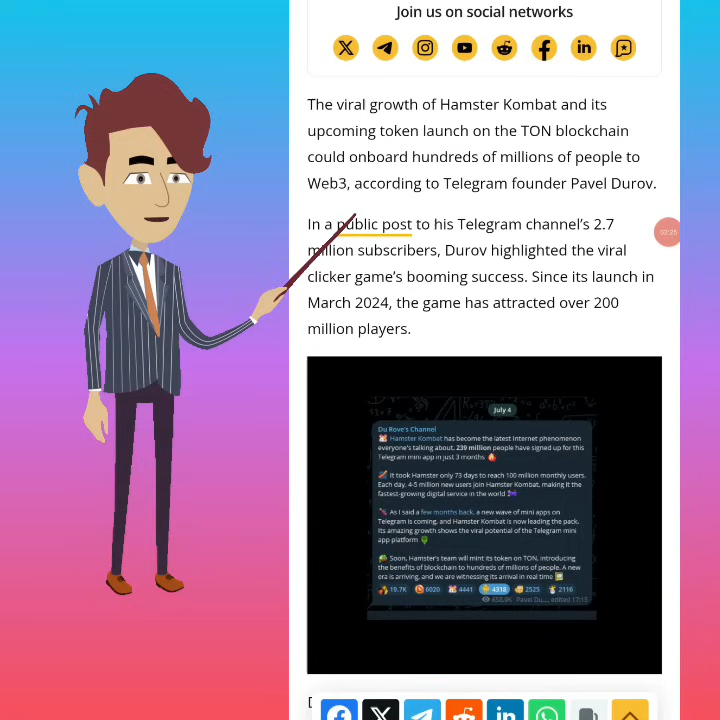 Join us on social networks
The viral growth of Hamster Kombat and its
upcoming token launch on the TON blockchain
could onboard hundreds of millions of people to
Web3, according to Telegram founder Pavel Durov.
In a public post to his Telegram channel's 2.7
million subscribers, Durov highlighted the viral
clicker game's booming success. Since its launch in
March 2024, the game has attracted over 200
million players.
02:25
July 4
Du Rove's Channel
Hamster Kombat has become the latest internet phenomenon
everyone's talking about. 239 million people have signed up for this
Telegram mini app in just 3 months
It took Hamster only 73 days to reach 100 million monthly users.
Each day, 4-5 million new users join Hamster Kombat, making it the
fastest-growing digital service in the world
As I said a few months back, a new wave of mini apps on
Telegram is coming, and Hamster Kombat is now leading the pack.
Its amazing growth shows the viral potential of the Telegram mini
app platform
Soon, Hamster's team will mint its token on TON, introducing
the benefits of blockchain to hundreds of millions of people. A new
era is arriving, and we are witnessing its arrival in real time
19.7K 6020 4441 4318 2525 2116
Pavel Du..., edited 17:15